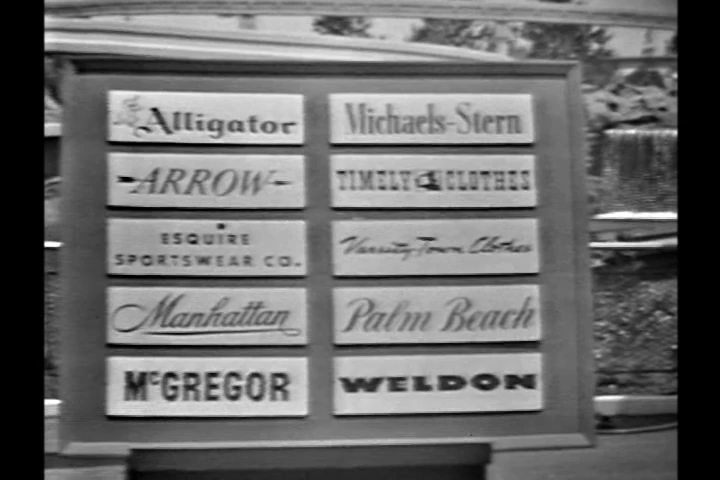 Alligator
ARROW
ESQUIRE
SPORTSWEAR CO.
Manhattan
McGREGOR
Michaels-Stern
TIMELY CLOTHES
Varsity-Town Clothes
Palm Beach
WELDON